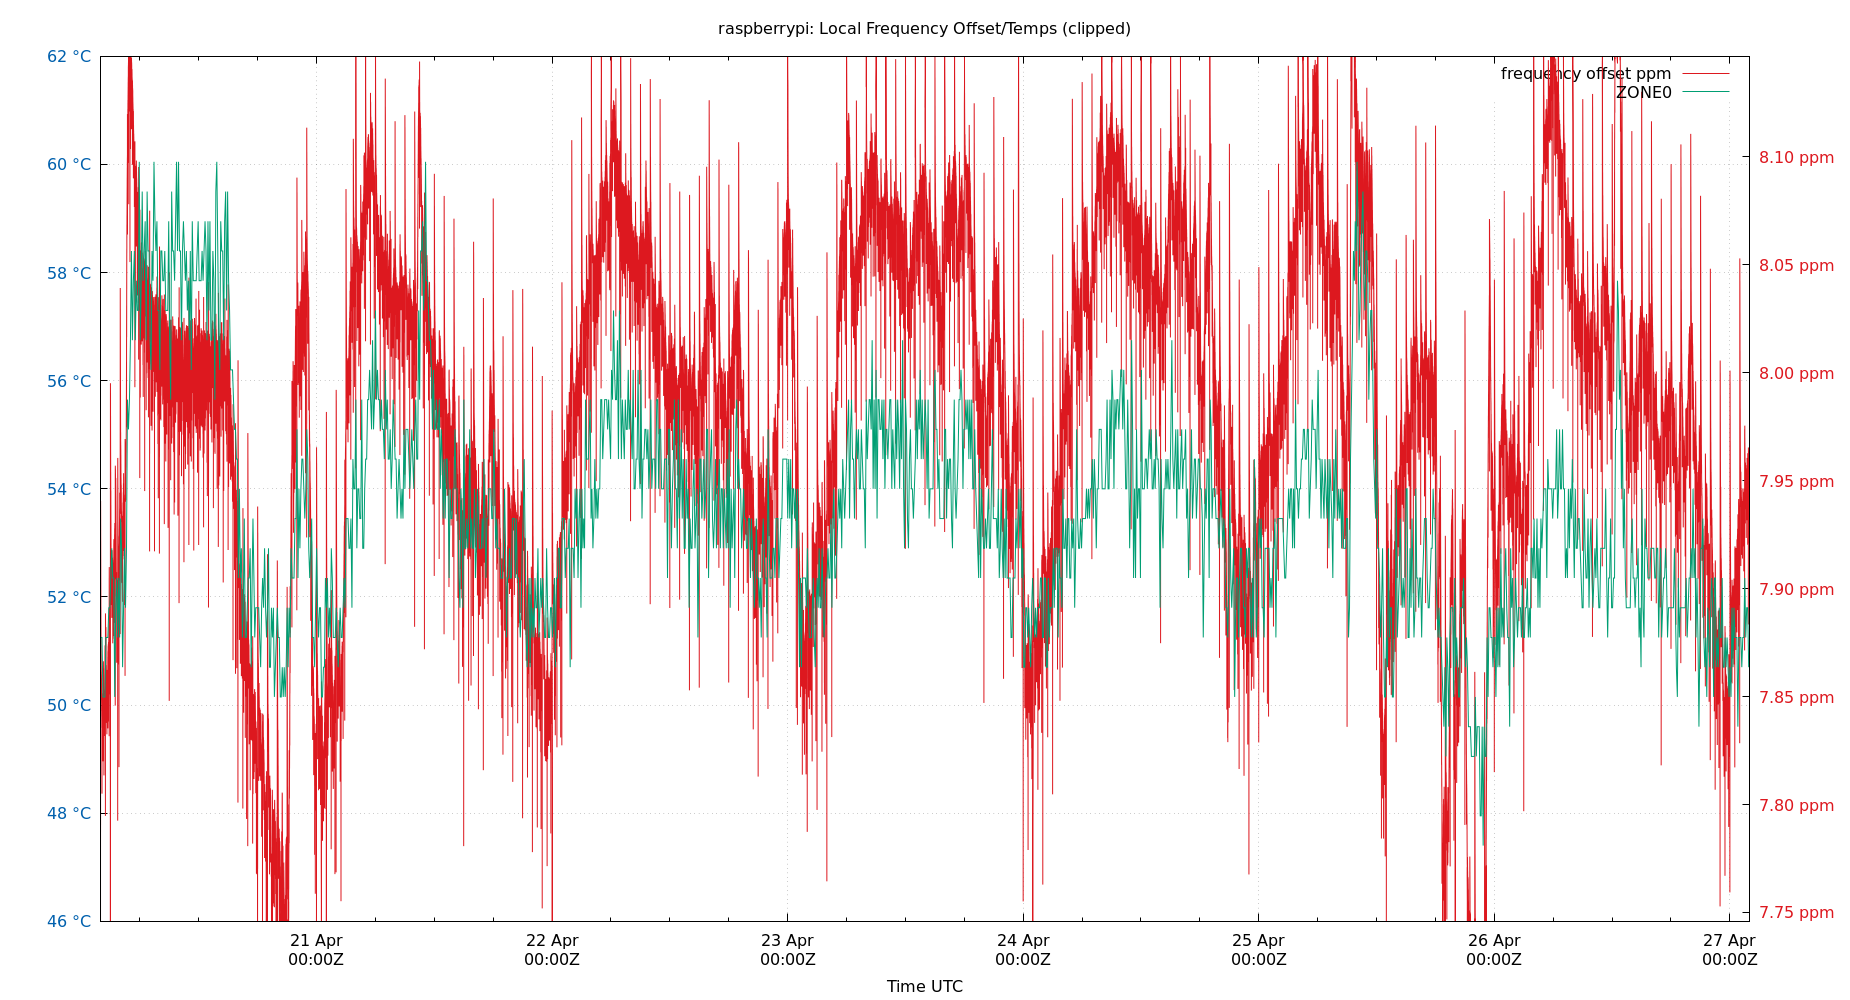 raspberrypi: Local Frequency Offset/Temps (clipped)
62 °C
60 °C
58 °C
56 °C
54 °C
52 °C
50 °C
48 °C
46 °C
frequency offset ppm
ZONE0
8.10 ppm
8.05 ppm
8.00 ppm
7.95 ppm
7.90 ppm
7.85 ppm
7.80 ppm
7.75 ppm
21 Apr
00:00Z
22 Apr
00:00Z
23 Apr
00:00Z
24 Apr
00:00Z
25 Apr
00:00Z
26 Apr
00:00Z
27 Apr
00:00Z
Time UTC